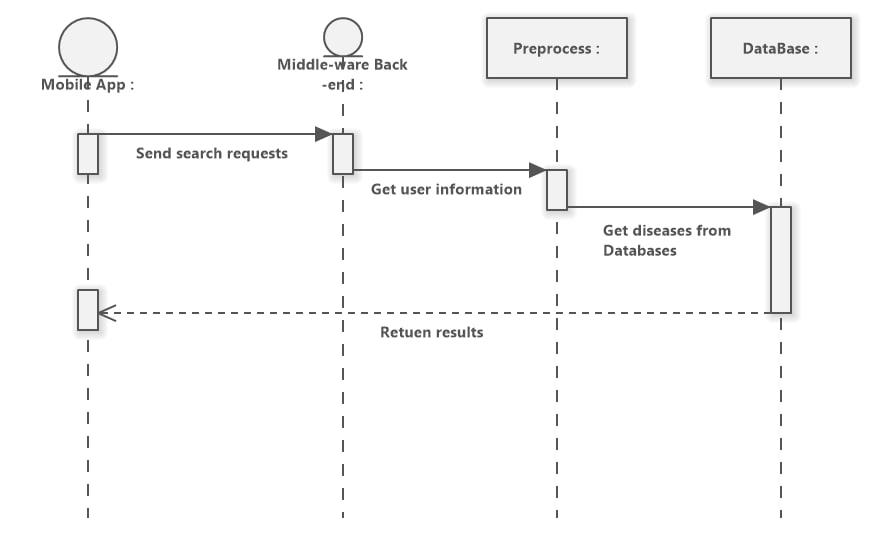 Mobile App :
Middle-ware Back
-end :
Preprocess :
DataBase :
Send search requests
Get user information
Get diseases from
Databases
Retuen results